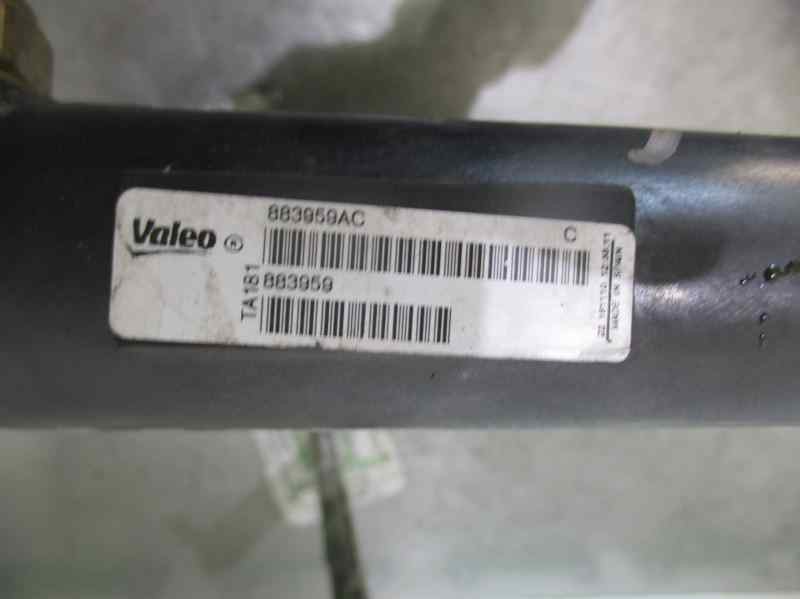 Valeo ®
883959AC
C
883959
TA181
MADE IN SPAIN